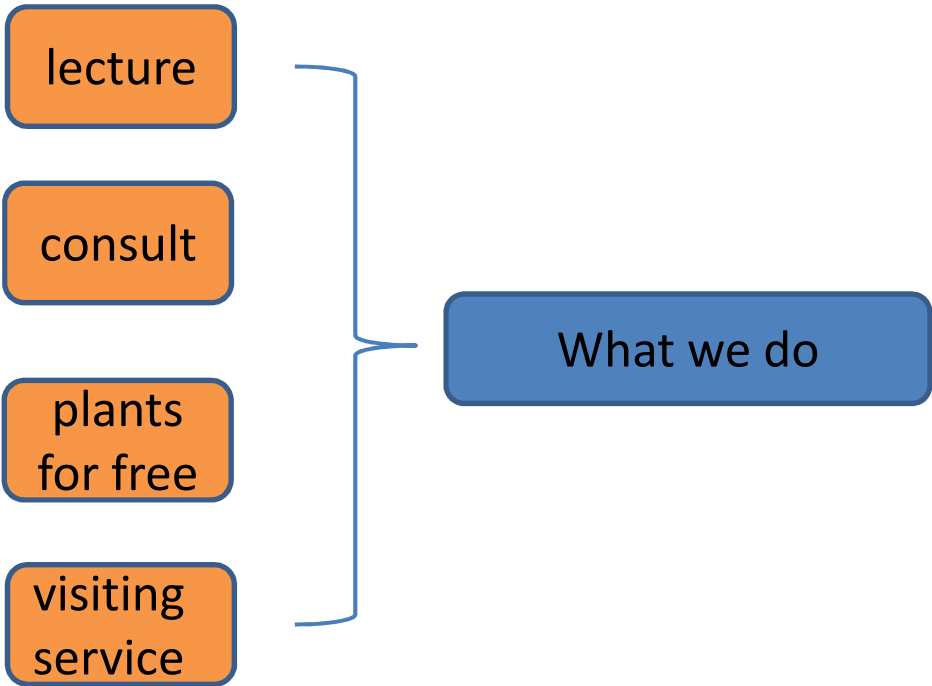 lecture
consult
What we do
plants
for free
visiting
service